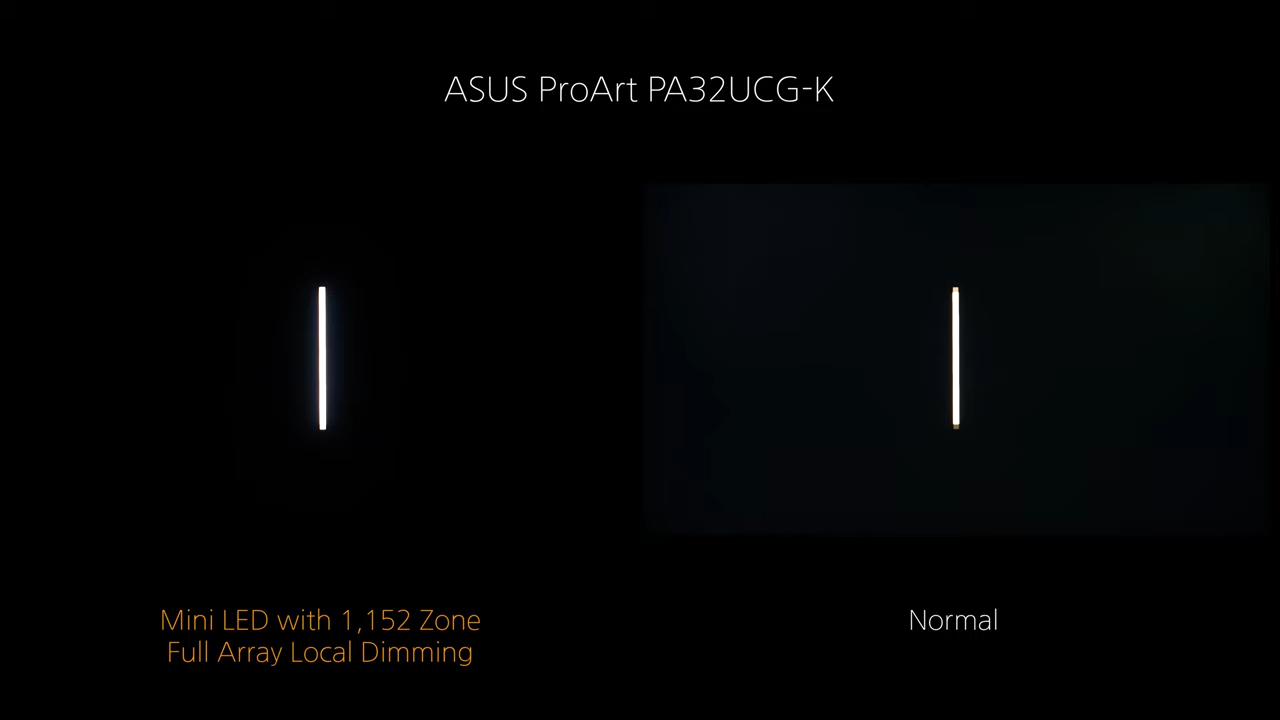 ASUS ProArt PA32UCG-K
Mini LED with 1,152 Zone
Full Array Local Dimming
Normal